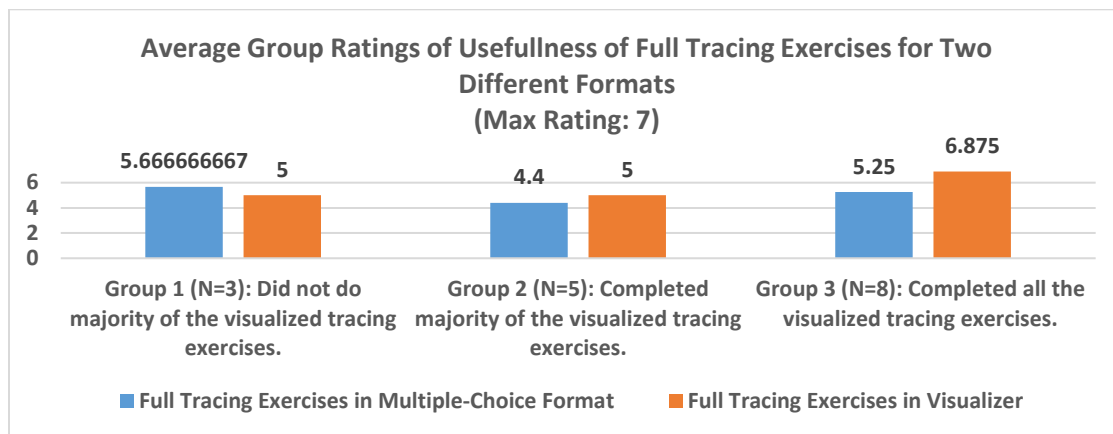 Average Group Ratings of Usefullness of Full Tracing Exercises for Two
Different Formats
(Max Rating: 7)
5.666666667
5
4.4
5
5.25
6.875
6
4
2
0
Group 1 (N=3): Did not do
majority of the visualized tracing
exercises.
Group 2 (N=5): Completed
majority of the visualized tracing
exercises.
Group 3 (N=8): Completed all the
visualized tracing exercises.
Full Tracing Exercises in Multiple-Choice Format
Full Tracing Exercises in Visualizer